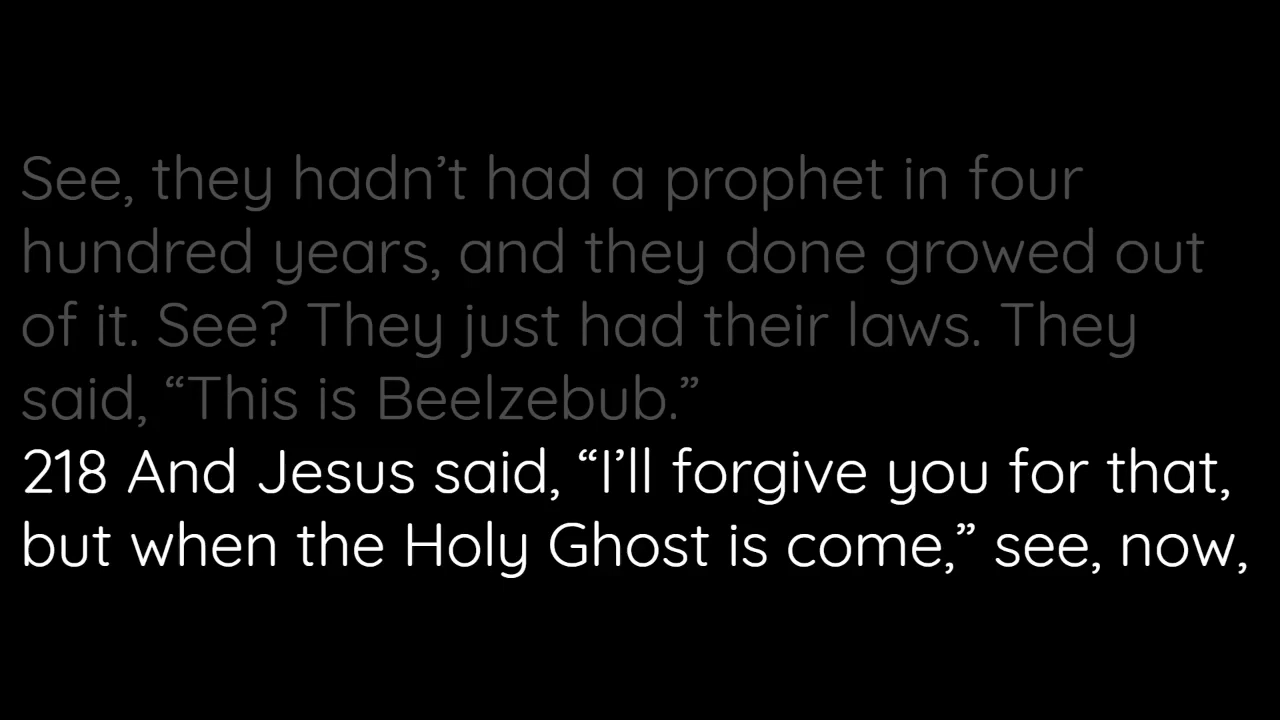 See, they hadn’t had a prophet in four
hundred years, and they done growed out
of it. See? They just had their laws. They
said, “This is Beelzebub.”
218 And Jesus said, “I’ll forgive you for that,
but when the Holy Ghost is come,” see, now,